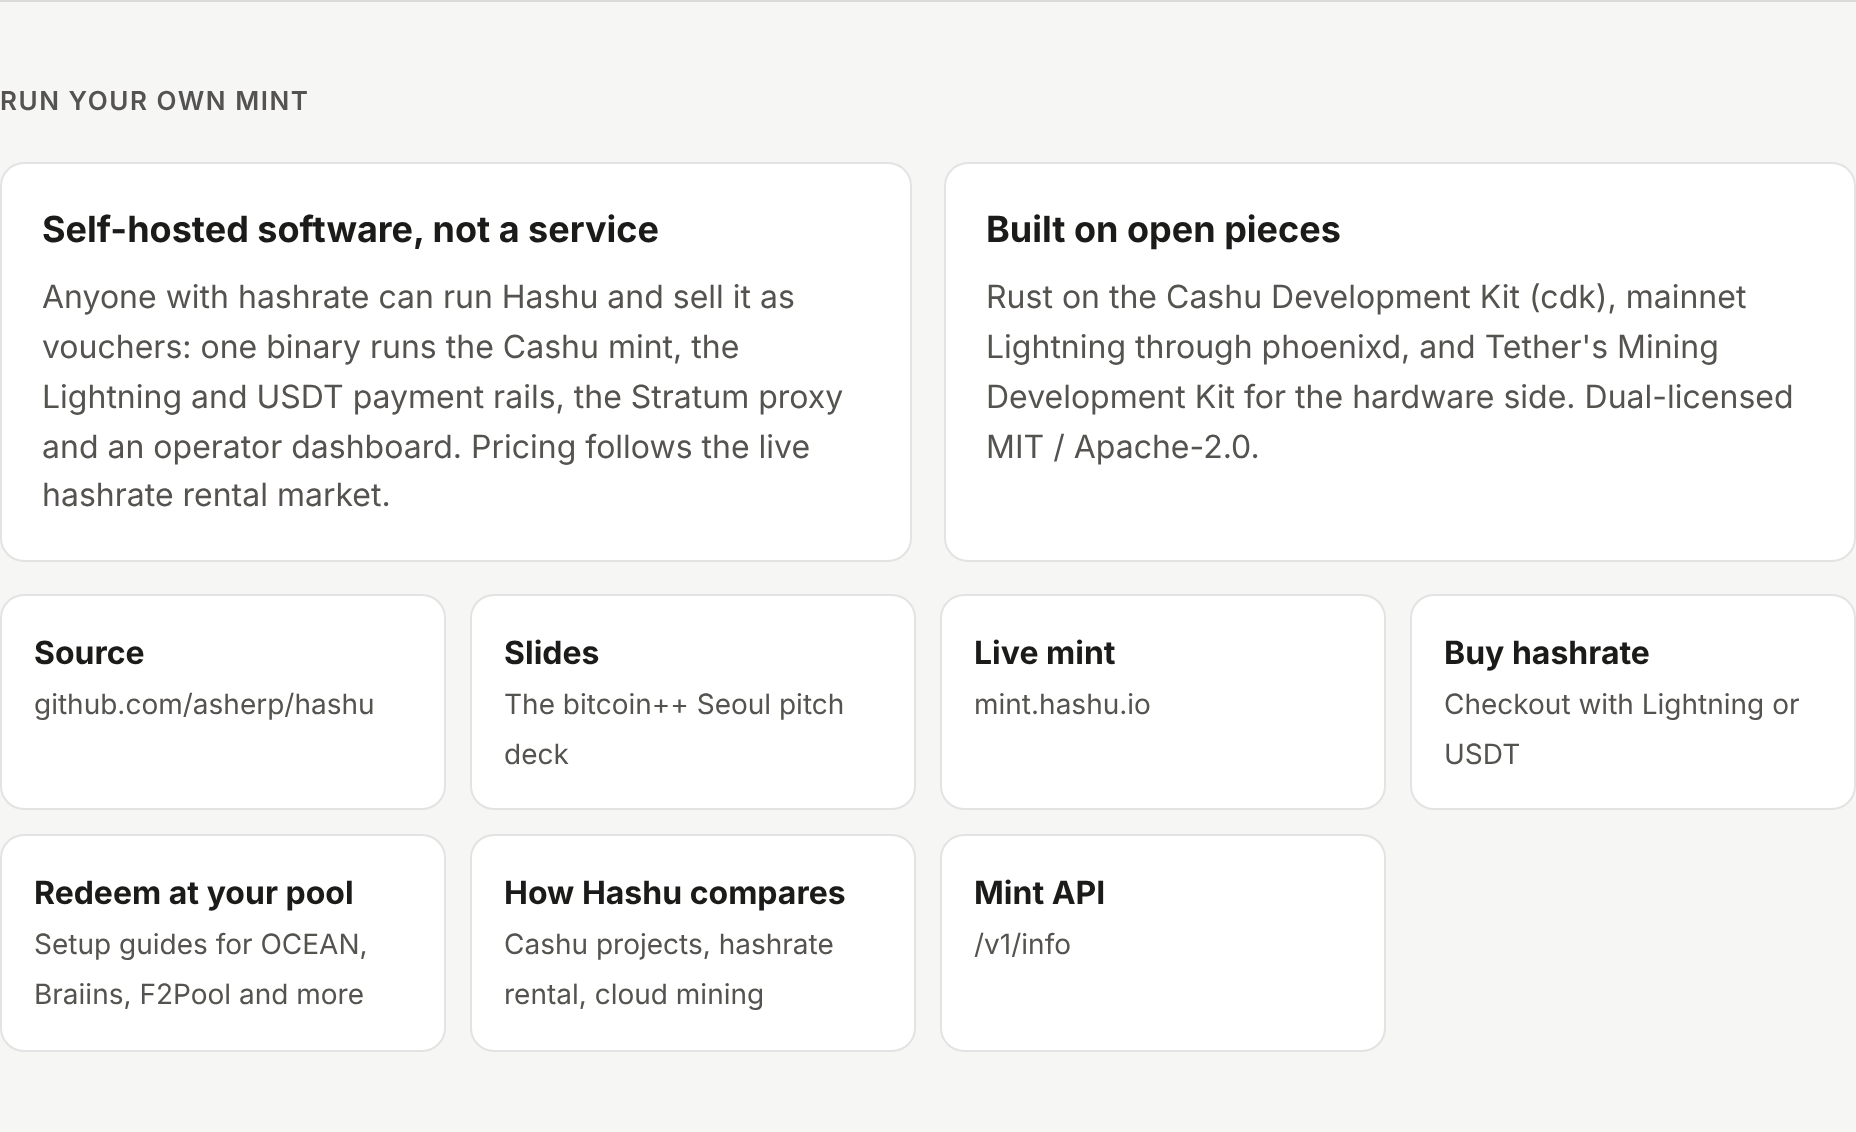 RUN YOUR OWN MINT
Self-hosted software, not a service
Anyone with hashrate can run Hashu and sell it as
vouchers: one binary runs the Cashu mint, the
Lightning and USDT payment rails, the Stratum proxy
and an operator dashboard. Pricing follows the live
hashrate rental market.
Built on open pieces
Rust on the Cashu Development Kit (cdk), mainnet
Lightning through phoenixd, and Tether's Mining
Development Kit for the hardware side. Dual-licensed
MIT / Apache-2.0.
Source
github.com/asherp/hashu
Slides
The bitcoin++ Seoul pitch
deck
Live mint
mint.hashu.io
Buy hashrate
Checkout with Lightning or
USDT
Redeem at your pool
Setup guides for OCEAN,
Braiins, F2Pool and more
How Hashu compares
Cashu projects, hashrate
rental, cloud mining
Mint API
/v1/info